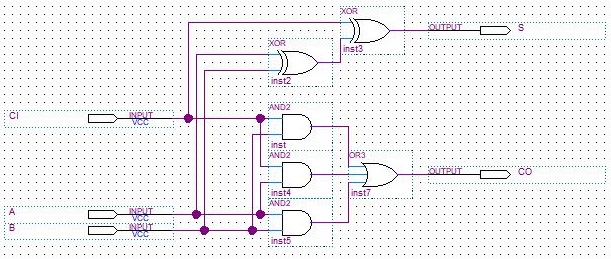 XOR
inst3
OUTPUT
S
XOR
inst2
CI
INPUT
VCC
AND2
inst
AND2
inst4
OR3
inst7
OUTPUT
CO
A
INPUT
VCC
B
INPUT
VCC
AND2
inst5